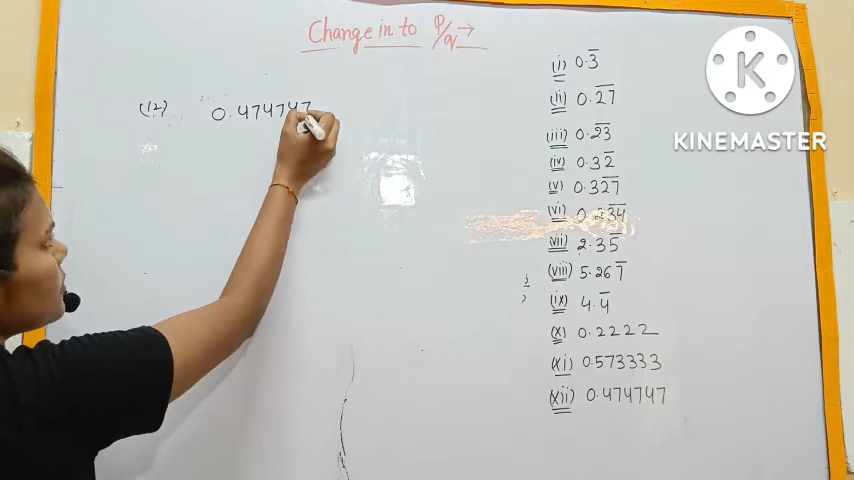 Change in to P/q →
(12) 0.474747
(i) 0.3̅
(ii) 0.2̅7̅
(iii) 0.2̅3̅
(iv) 0.32̅
(v) 0.32̅7̅
(vi) 0.23̅4̅
(vii) 2.35̅
(viii) 5.267̅
(ix) 4.4̅
(x) 0.2222
(xi) 0.573333
(xii) 0.474747
K
KINEMASTER